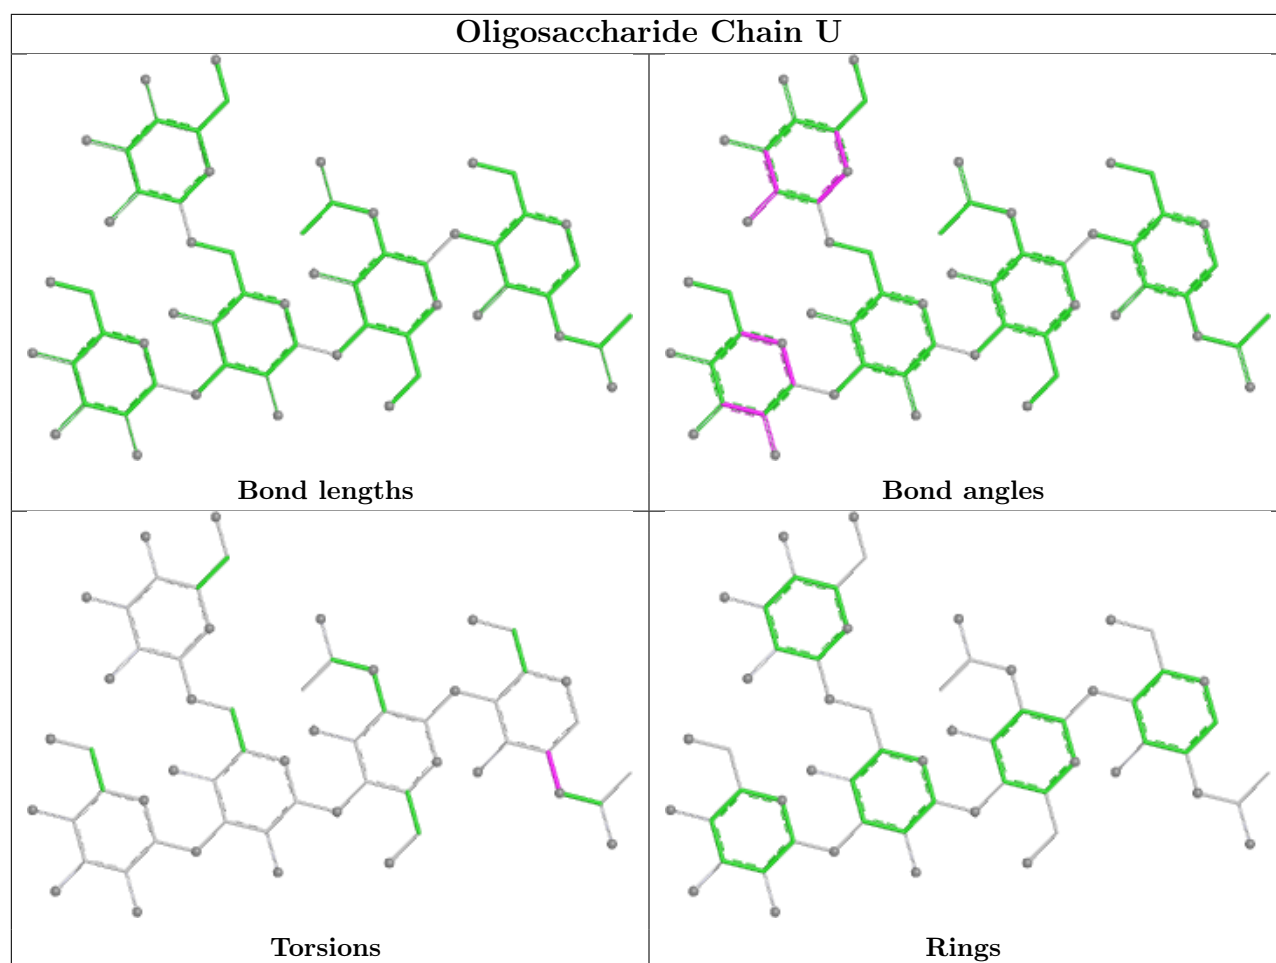 Oligosaccharide Chain U
Bond lengths
Bond angles
Torsions
Rings